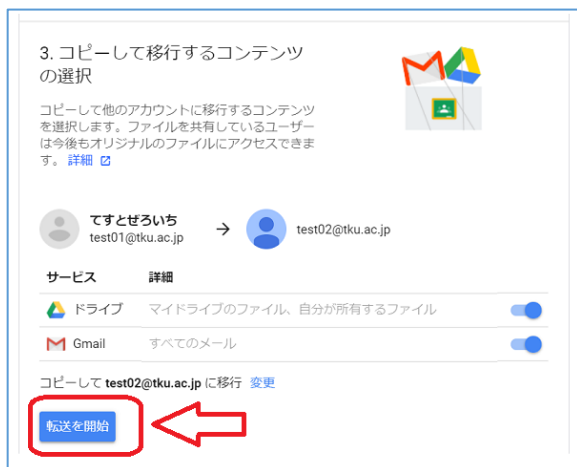 3. コピーして移行するコンテンツ
の選択
コピーして他のアカウントに移行するコンテンツ
を選択します。ファイルを共有しているユーザー
は今後もオリジナルのファイルにアクセスできま
す。 詳細
てすとぜろいち
test01@tku.ac.jp
test02@tku.ac.jp
サービス 詳細
ドライブ マイドライブのファイル、自分が所有するファイル
Gmail すべてのメール
コピーして test02@tku.ac.jp に移行 変更
転送を開始